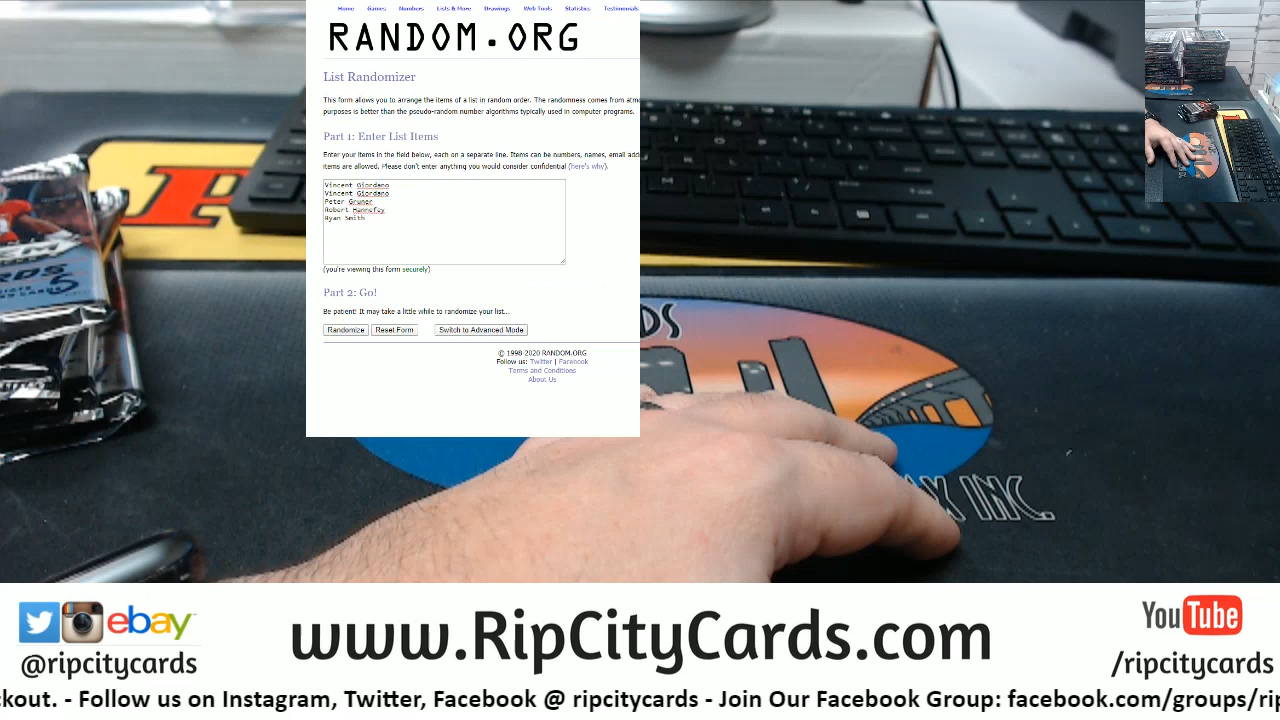 Home Games Numbers Lists & More Drawings Web Tools Statistics Testimonials
RANDOM.ORG
List Randomizer
This form allows you to arrange the items of a list in random order. The randomness comes from
purposes is better than the pseudo-random number algorithms typically used in computer programs.
Part 1: Enter List Items
Enter your items in the field below, each on a separate line. Items can be numbers, names, email
items are allowed. Please don't enter anything you would consider confidential (here's why).
Vincent Giordano
Vincent Giordano
Peter Gruner
Robert Hannefey
Ryan Smith
(you're viewing this form securely)
Part 2: Go!
Be patient! It may take a little while to randomize your list...
Randomize Reset Form Switch to Advanced Mode
© 1998-2020 RANDOM.ORG
Follow us: Twitter | Facebook
Terms and Conditions
About Us
INC.
ebay
@ripcitycards
www.RipCityCards.com
YouTube
/ripcitycards
- Follow us on Instagram, Twitter, Facebook @ ripcitycards - Join Our Facebook Group: facebook.com/groups/